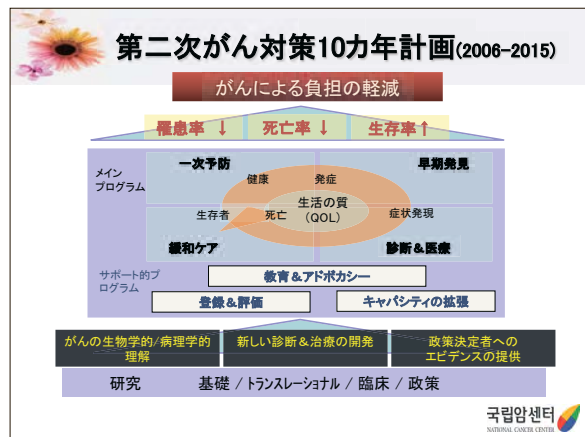 第二次がん対策10カ年計画(2006-2015)
がんによる負担の軽減
罹患率 ↓ 死亡率 ↓ 生存率↑
メイン
プログラム
一次予防
早期発見
健康
発症
生活の質
(QOL)
生存者
死亡
症状発現
緩和ケア
診断&医療
サポート的プ
ログラム
教育&アドボカシー
登録&評価
キャパシティの拡張
がんの生物学的/病理学的
理解
新しい診断&治療の開発
政策決定者への
エビデンスの提供
研究 基礎 / トランスレーショナル / 臨床 / 政策
국립암센터
NATIONAL CANCER CENTER